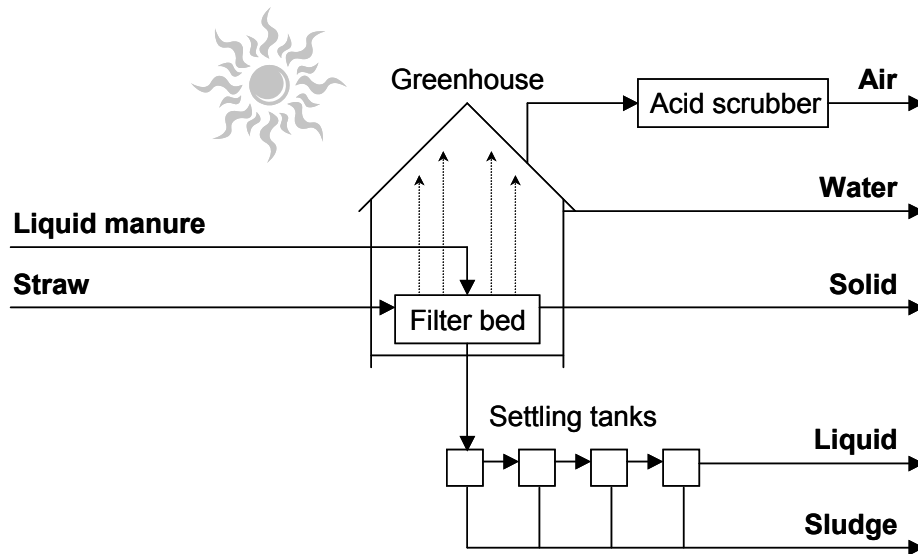 Greenhouse
Air
Acid scrubber
Water
Liquid manure
Straw
Solid
Filter bed
Settling tanks
Liquid
Sludge